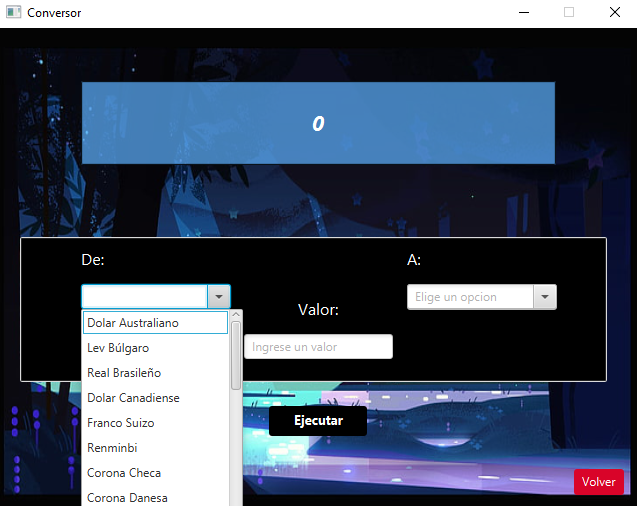 Conversor
0
De:
A:
Elige un opcion
Valor:
Dolar Australiano
Ingrese un valor
Lev Búlgaro
Real Brasileño
Dolar Canadiense
Franco Suizo
Ejecutar
Renminbi
Corona Checa
Volver
Corona Danesa